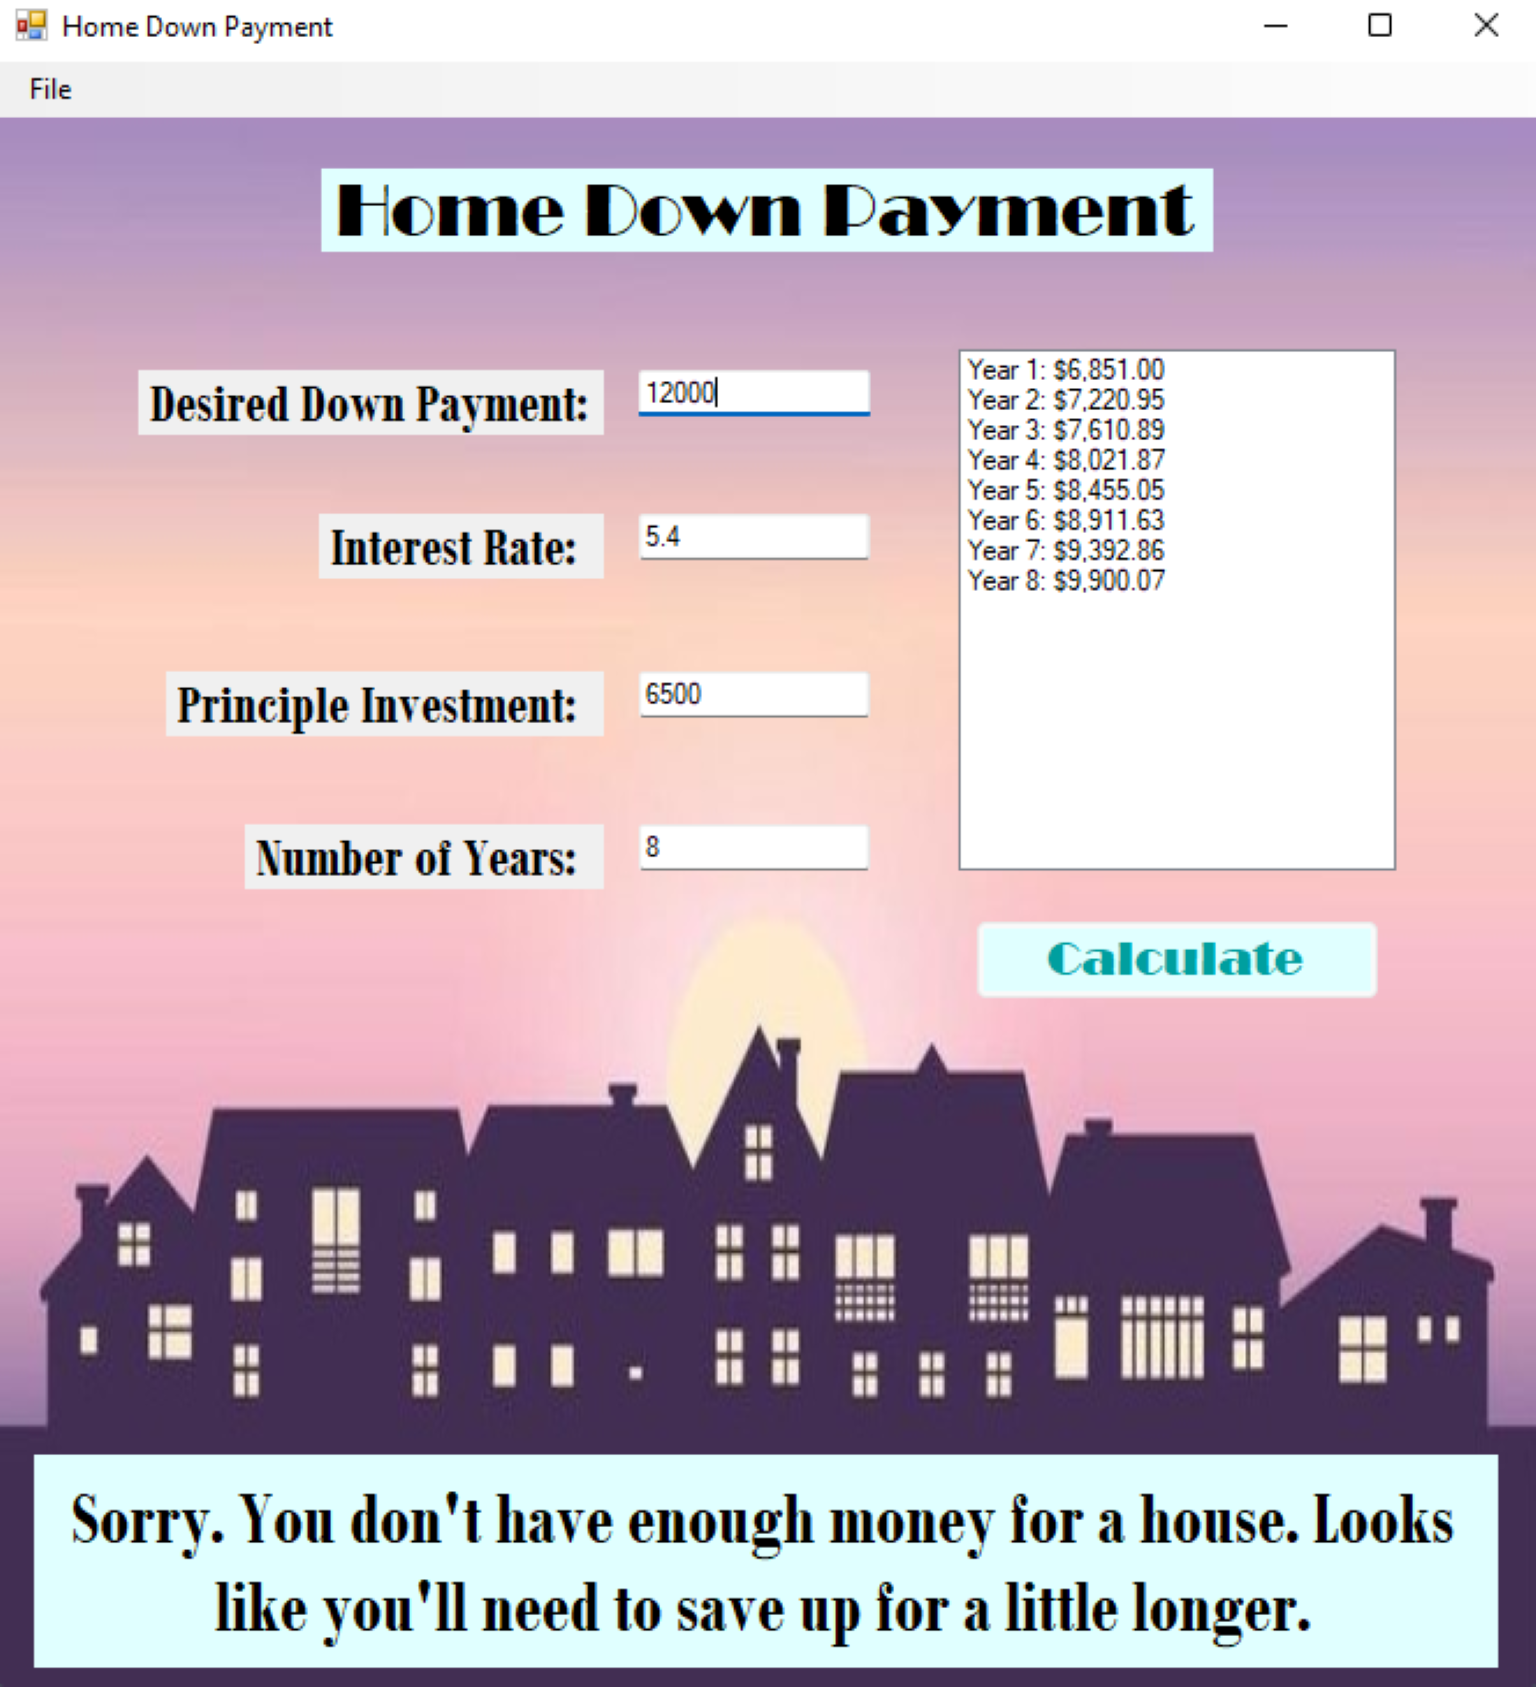 Home Down Payment
File
Home Down Payment
Desired Down Payment:
12000
Interest Rate:
5.4
Principle Investment:
6500
Number of Years:
8
Year 1: $6,851.00
Year 2: $7,220.95
Year 3: $7,610.89
Year 4: $8,021.87
Year 5: $8,455.05
Year 6: $8,911.63
Year 7: $9,392.86
Year 8: $9,900.07
Calculate
Sorry. You don't have enough money for a house. Looks
like you'll need to save up for a little longer.